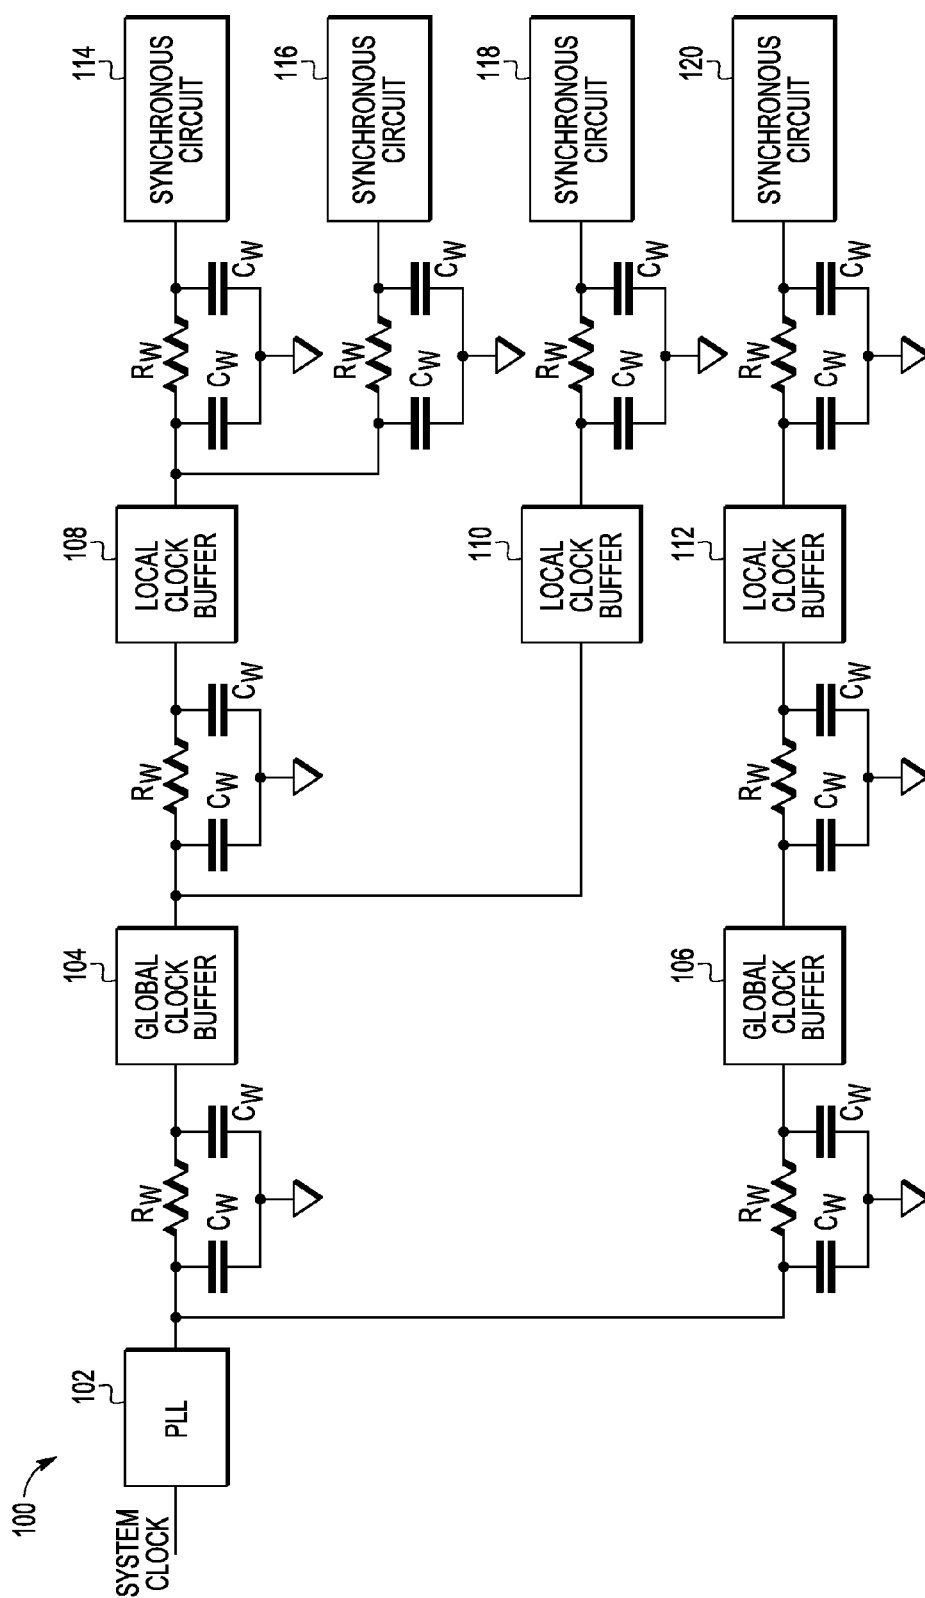 100
SYSTEM
CLOCK
102
PLL
RW
CW
CW
104
GLOBAL
CLOCK
BUFFER
RW
CW
CW
108
LOCAL
CLOCK
BUFFER
RW
CW
CW
114
SYNCHRONOUS
CIRCUIT
RW
CW
CW
116
SYNCHRONOUS
CIRCUIT
110
LOCAL
CLOCK
BUFFER
RW
CW
CW
118
SYNCHRONOUS
CIRCUIT
RW
CW
CW
106
GLOBAL
CLOCK
BUFFER
RW
CW
CW
112
LOCAL
CLOCK
BUFFER
RW
CW
CW
120
SYNCHRONOUS
CIRCUIT